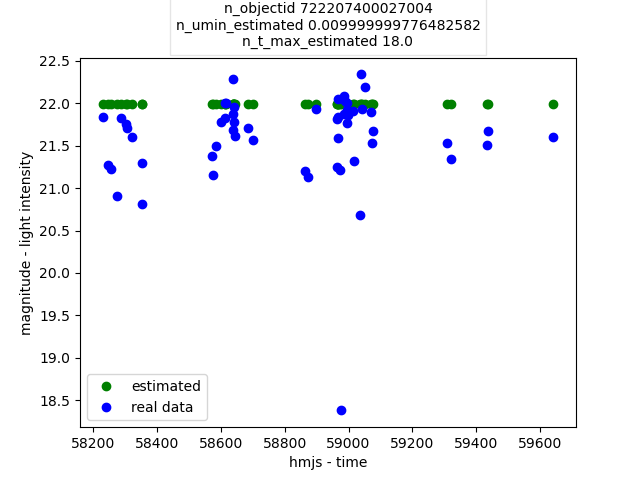 n_objectid 722207400027004
n_umin_estimated 0.009999999776482582
n_t_max_estimated 18.0
22.5
22.0
21.5
21.0
20.5
20.0
19.5
19.0
18.5
magnitude - light intensity
estimated
real data
58200 58400 58600 58800 59000 59200 59400 59600
hmjs - time